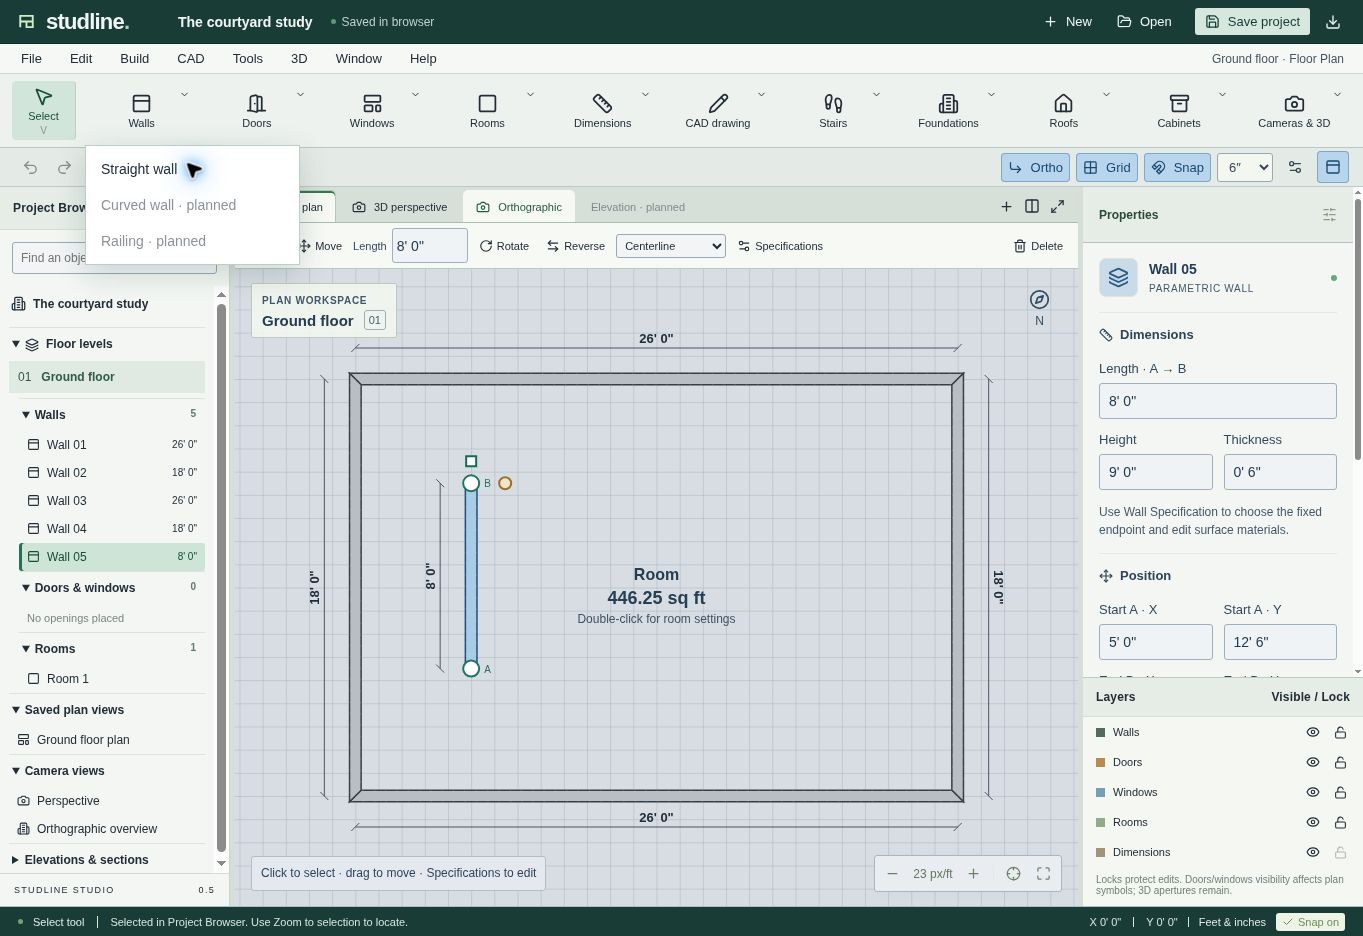 studline.
The courtyard study
Saved in browser
New
Open
Save project
File
Edit
Build
CAD
Tools
3D
Window
Help
Ground floor · Floor Plan
Select
V
Walls
Doors
Windows
Rooms
Dimensions
CAD drawing
Stairs
Foundations
Roofs
Cabinets
Cameras & 3D
Straight wall
Curved wall · planned
Railing · planned
Ortho
Grid
Snap
6″
Project Brow
plan
3D perspective
Orthographic
Elevation · planned
Find an obje
Move
Length
8' 0"
Rotate
Reverse
Centerline
Specifications
Delete
The courtyard study
Floor levels
01 Ground floor
Walls 5
Wall 01 26' 0"
Wall 02 18' 0"
Wall 03 26' 0"
Wall 04 18' 0"
Wall 05 8' 0"
Doors & windows 0
No openings placed
Rooms 1
Room 1
Saved plan views
Ground floor plan
Camera views
Perspective
Orthographic overview
Elevations & sections
STUDLINE STUDIO 0.5
PLAN WORKSPACE
Ground floor 01
N
26' 0"
18' 0"
8' 0"
B
A
Room
446.25 sq ft
Double-click for room settings
18' 0"
26' 0"
Click to select · drag to move · Specifications to edit
23 px/ft
Properties
Wall 05
PARAMETRIC WALL
Dimensions
Length · A → B
8' 0"
Height
Thickness
9' 0"
0' 6"
Use Wall Specification to choose the fixed
endpoint and edit surface materials.
Position
Start A · X
Start A · Y
5' 0"
12' 6"
Layers
Visible / Lock
Walls
Doors
Windows
Rooms
Dimensions
Locks protect edits. Doors/windows visibility affects plan
symbols; 3D apertures remain.
Select tool
Selected in Project Browser. Use Zoom to selection to locate.
X 0' 0"
Y 0' 0"
Feet & inches
Snap on